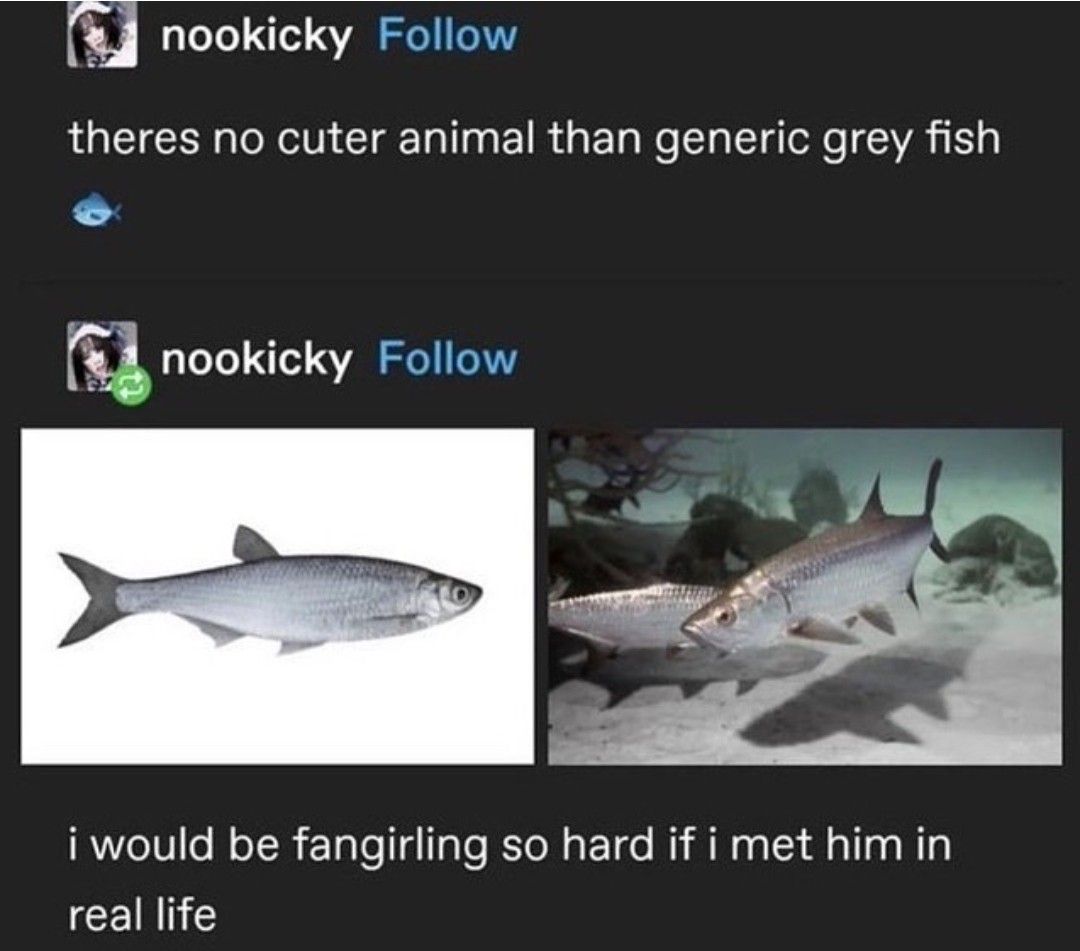 nookicky Follow
theres no cuter animal than generic grey fish
🐟
nookicky Follow
i would be fangirling so hard if i met him in
real life